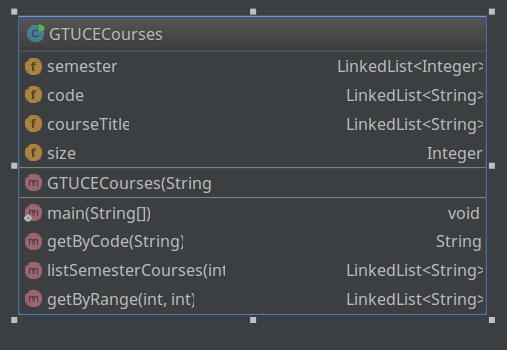 GTUCECourses
semester LinkedList<Integer>
code LinkedList<String>
courseTitle LinkedList<String>
size Integer
GTUCECourses(String
main(String[]) void
getByCode(String) String
listSemesterCourses(int LinkedList<String>
getByRange(int, int) LinkedList<String>